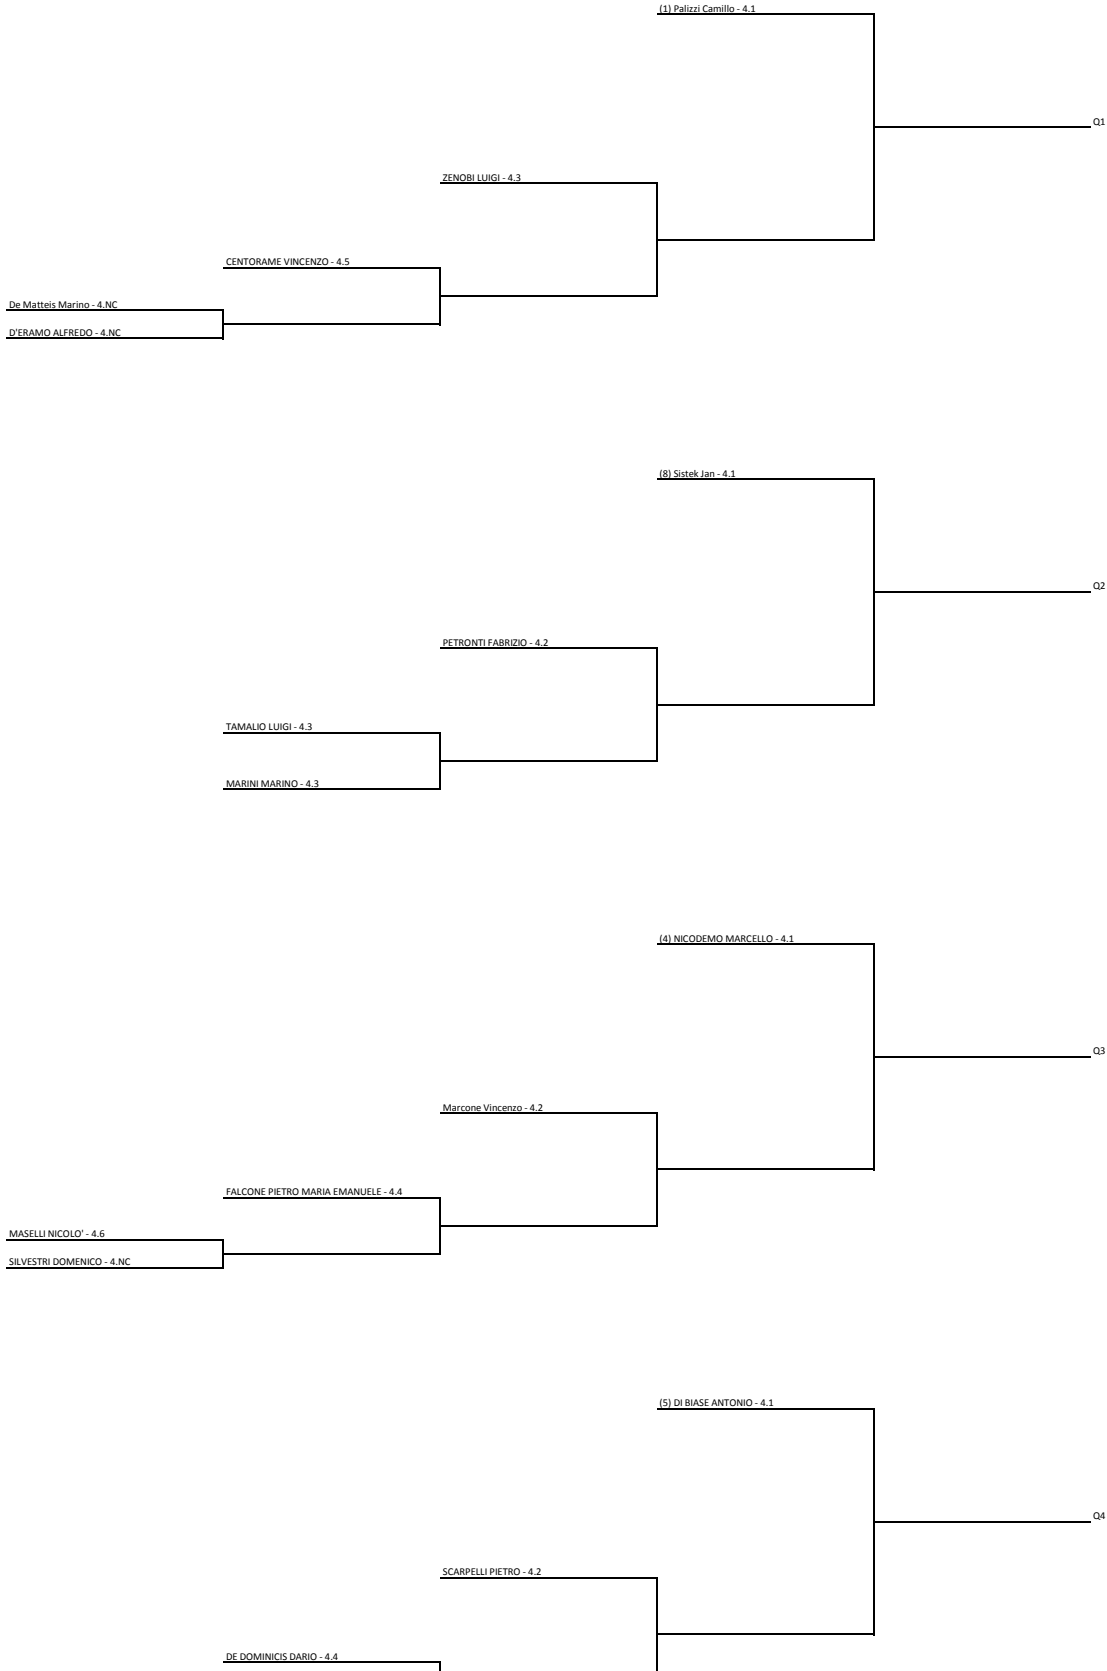 (1) Palizzi Camillo - 4.1
Q1
ZENOBI LUIGI - 4.3
CENTORAME VINCENZO - 4.5
De Matteis Marino - 4.NC
D'ERAMO ALFREDO - 4.NC
(8) Sistek Jan - 4.1
Q2
PETRONTI FABRIZIO - 4.2
TAMALIO LUIGI - 4.3
MARINI MARINO - 4.3
(4) NICODEMO MARCELLO - 4.1
Q3
Marcone Vincenzo - 4.2
FALCONE PIETRO MARIA EMANUELE - 4.4
MASELLI NICOLO' - 4.6
SILVESTRI DOMENICO - 4.NC
(5) DI BIASE ANTONIO - 4.1
Q4
SCARPELLI PIETRO - 4.2
DE DOMINICIS DARIO - 4.4